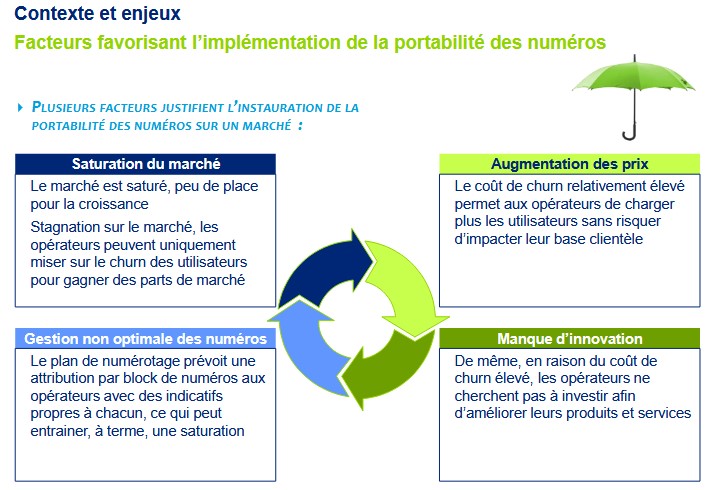 Contexte et enjeux
Facteurs favorisant l’implémentation de la portabilité des numéros
PLUSIEURS FACTEURS JUSTIFIENT L’INSTAURATION DE LA
PORTABILITÉ DES NUMÉROS SUR UN MARCHÉ :
Saturation du marché
Le marché est saturé, peu de place
pour la croissance
Stagnation sur le marché, les
opérateurs peuvent uniquement
miser sur le churn des utilisateurs
pour gagner des parts de marché
Augmentation des prix
Le coût de churn relativement élevé
permet aux opérateurs de charger
plus les utilisateurs sans risquer
d’impacter leur base clientèle
Gestion non optimale des numéros
Le plan de numérotage prévoit une
attribution par block de numéros aux
opérateurs avec des indicatifs
propres à chacun, ce qui peut
entrainer, à terme, une saturation
Manque d’innovation
De même, en raison du coût de
churn élevé, les opérateurs ne
cherchent pas à investir afin
d’améliorer leurs produits et services